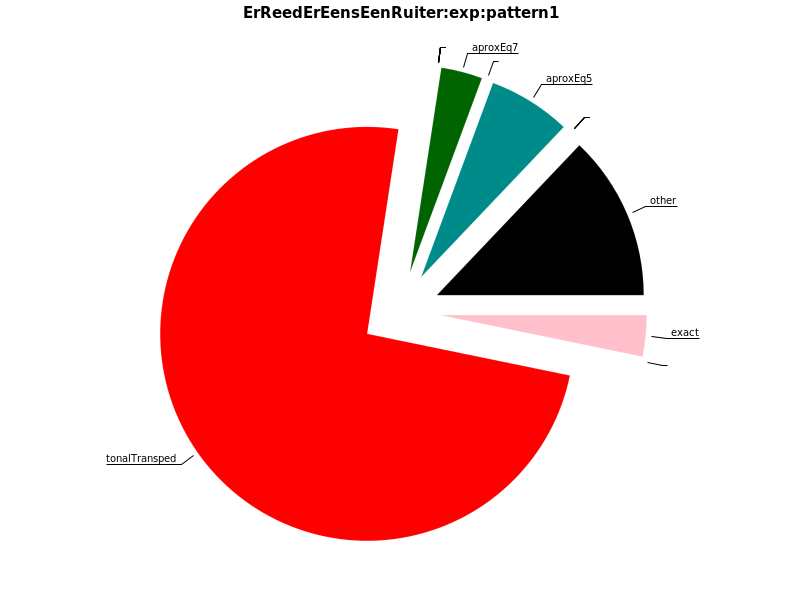 ErReedErEensEenRuiter:exp:pattern1
aproxEq7
aproxEq5
other
exact
tonalTransped